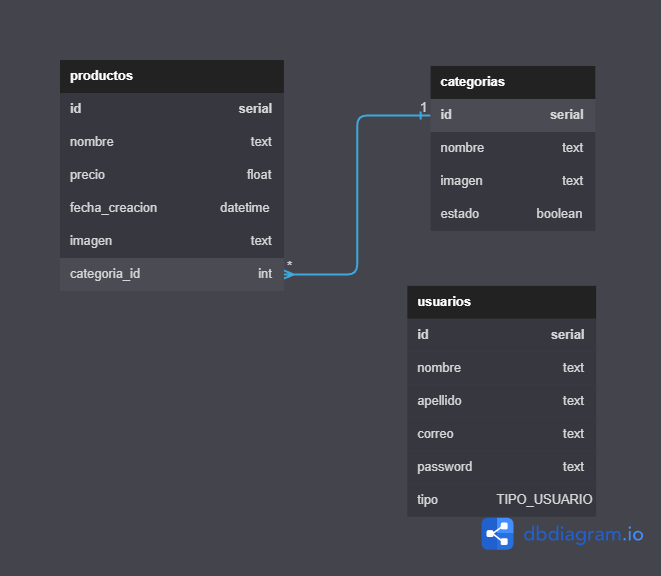 productos
id serial
nombre text
precio float
fecha_creacion datetime
imagen text
categoria_id int
*
1
categorias
id serial
nombre text
imagen text
estado boolean
usuarios
id serial
nombre text
apellido text
correo text
password text
tipo TIPO_USUARIO
dbdiagram.io